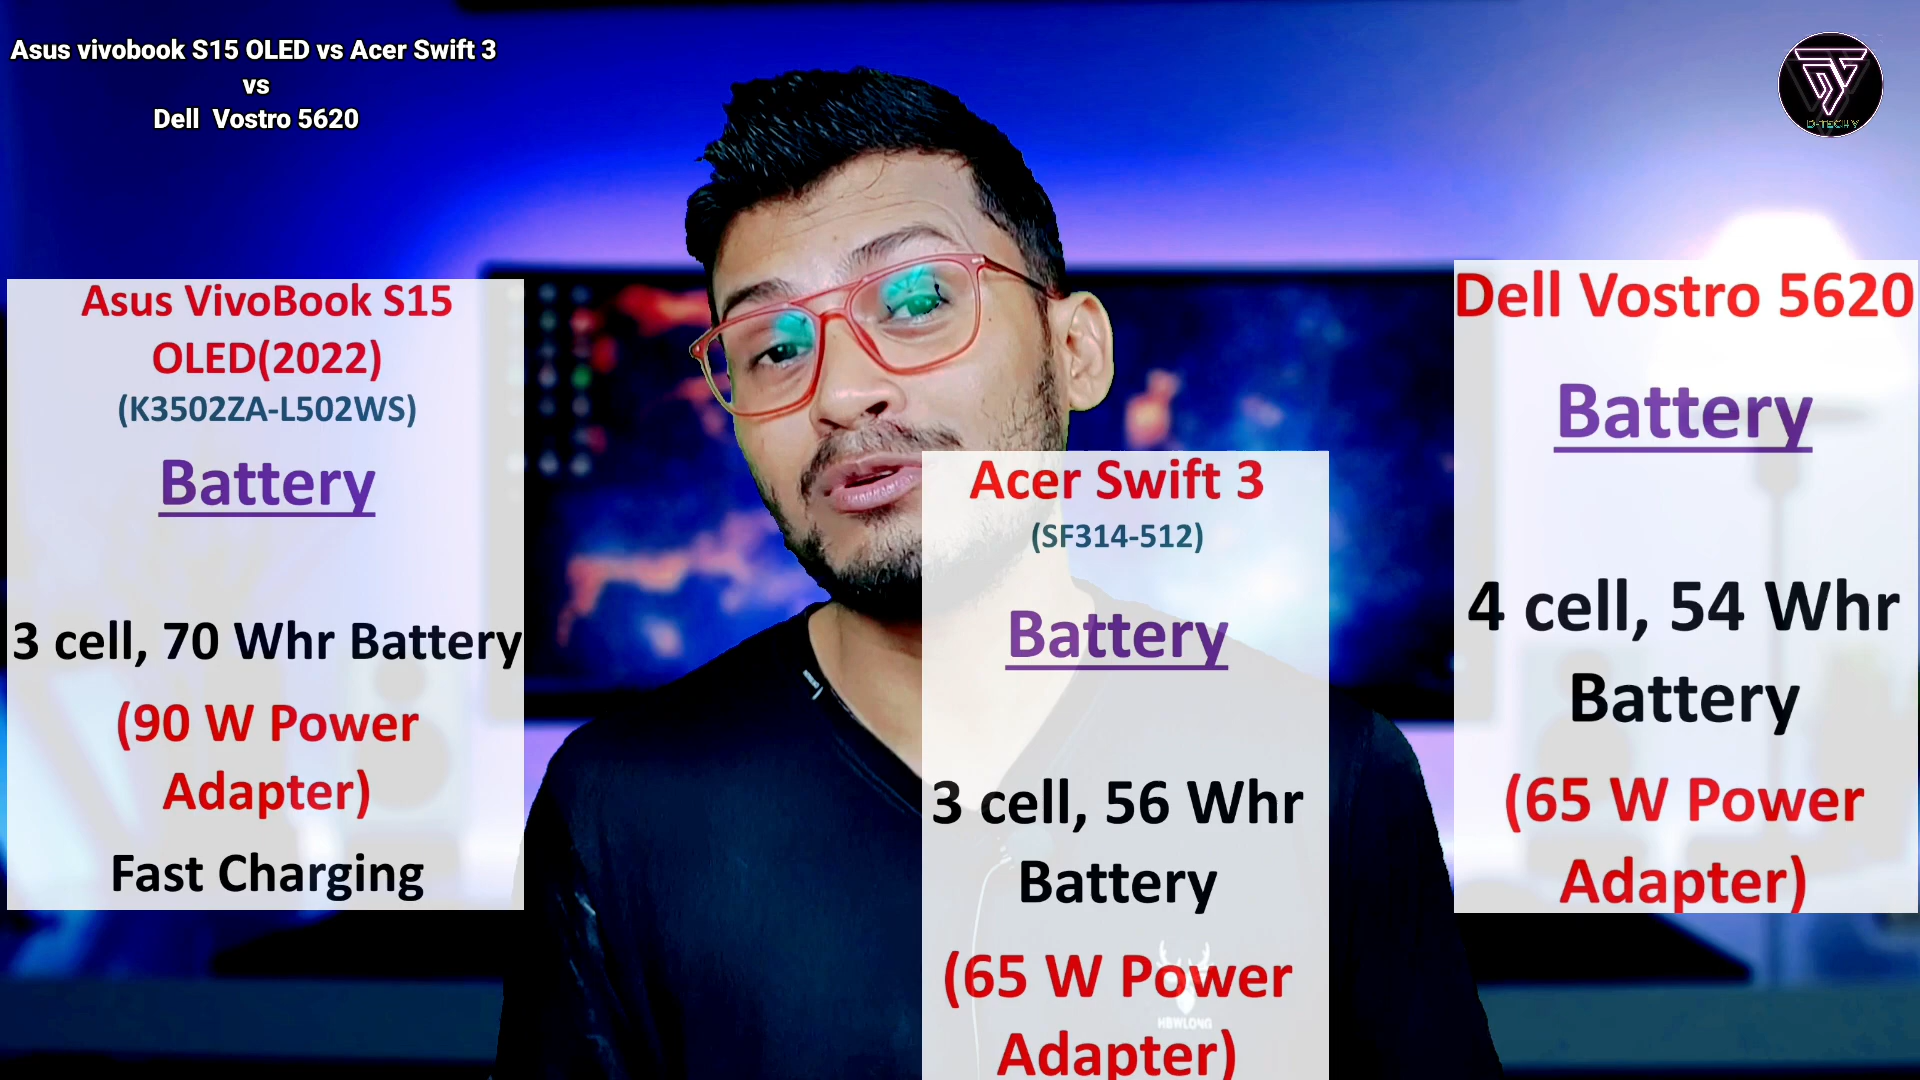 Asus vivobook S15 OLED vs Acer Swift 3
vs
Dell Vostro 5620
D-TECHY
Asus VivoBook S15
OLED(2022)
(K3502ZA-L502WS)
Battery
3 cell, 70 Whr Battery
(90 W Power
Adapter)
Fast Charging
Acer Swift 3
(SF314-512)
Battery
3 cell, 56 Whr
Battery
(65 W Power
Adapter)
HBWLONG
Dell Vostro 5620
Battery
4 cell, 54 Whr
Battery
(65 W Power
Adapter)